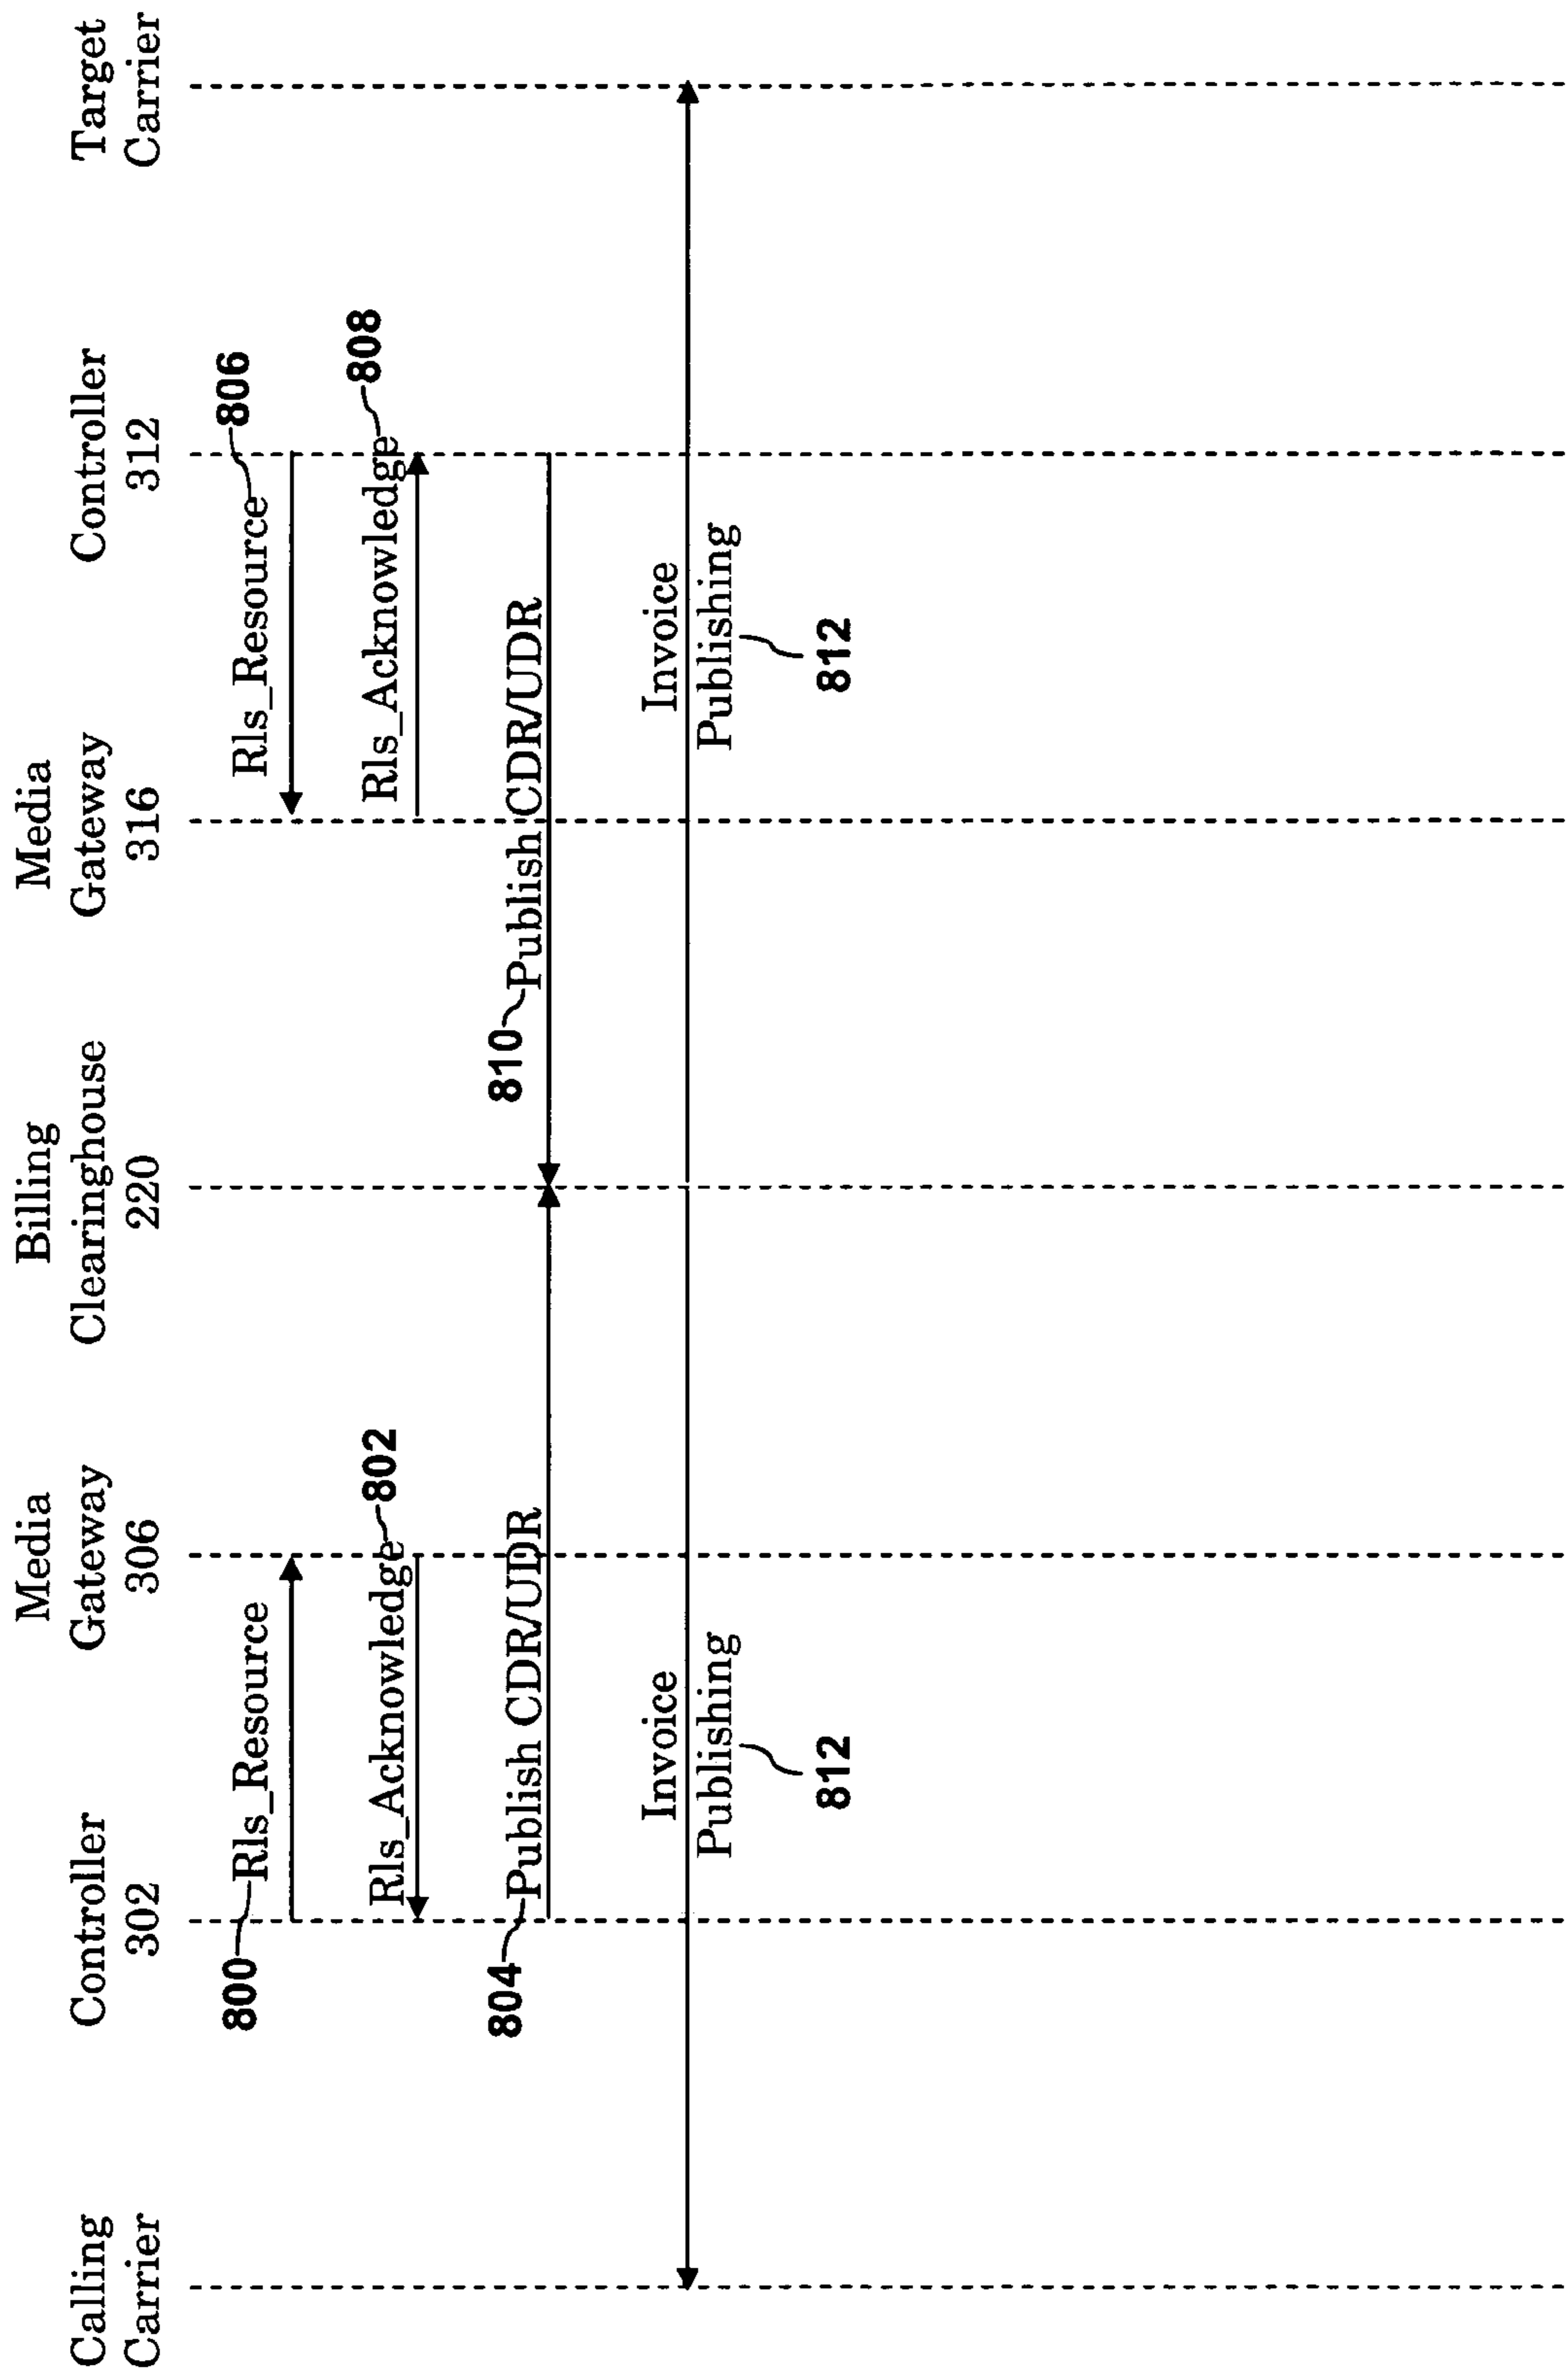 Calling
Carrier
Controller
302
Media
Gateway
306
Billing
Clearinghouse
220
Media
Gateway
316
Controller
312
Target
Carrier
800 Rls_Resource
Rls_Resource 806
Rls_Acknowledge 802
Rls_Acknowledge 808
804 Publish CDR/UDR
810 Publish CDR/UDR
Invoice
Publishing
812
Invoice
Publishing
812